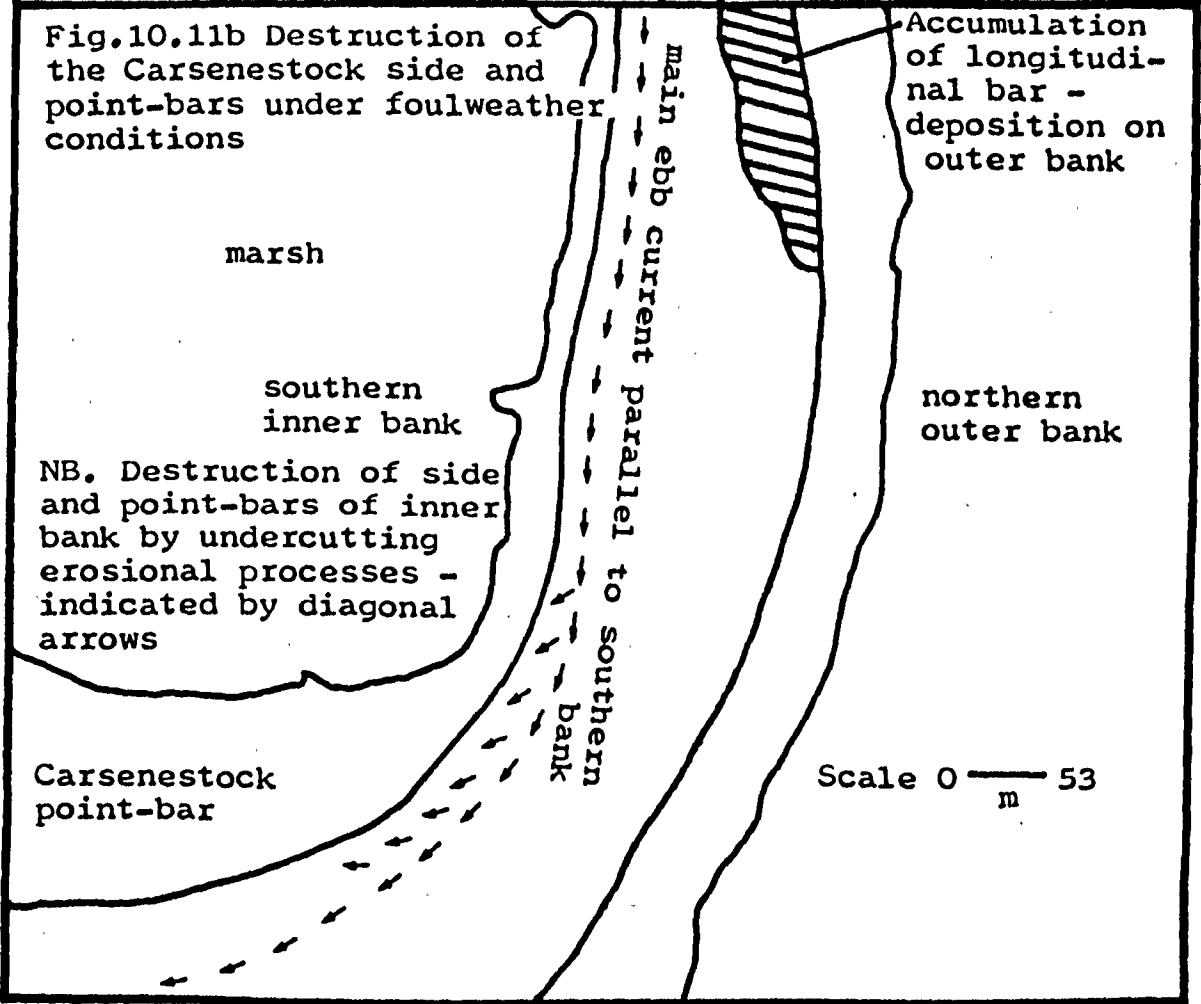 Fig.10.11b Destruction of
the Carsenestock side and
point-bars under foulweather
conditions
Accumulation
of longitudi-
nal bar -
deposition on
outer bank
main ebb current parallel to southern
bank
marsh
southern
inner bank
northern
outer bank
NB. Destruction of side
and point-bars of inner
bank by undercutting
erosional processes -
indicated by diagonal
arrows
Carsenestock
point-bar
Scale 0 53
m